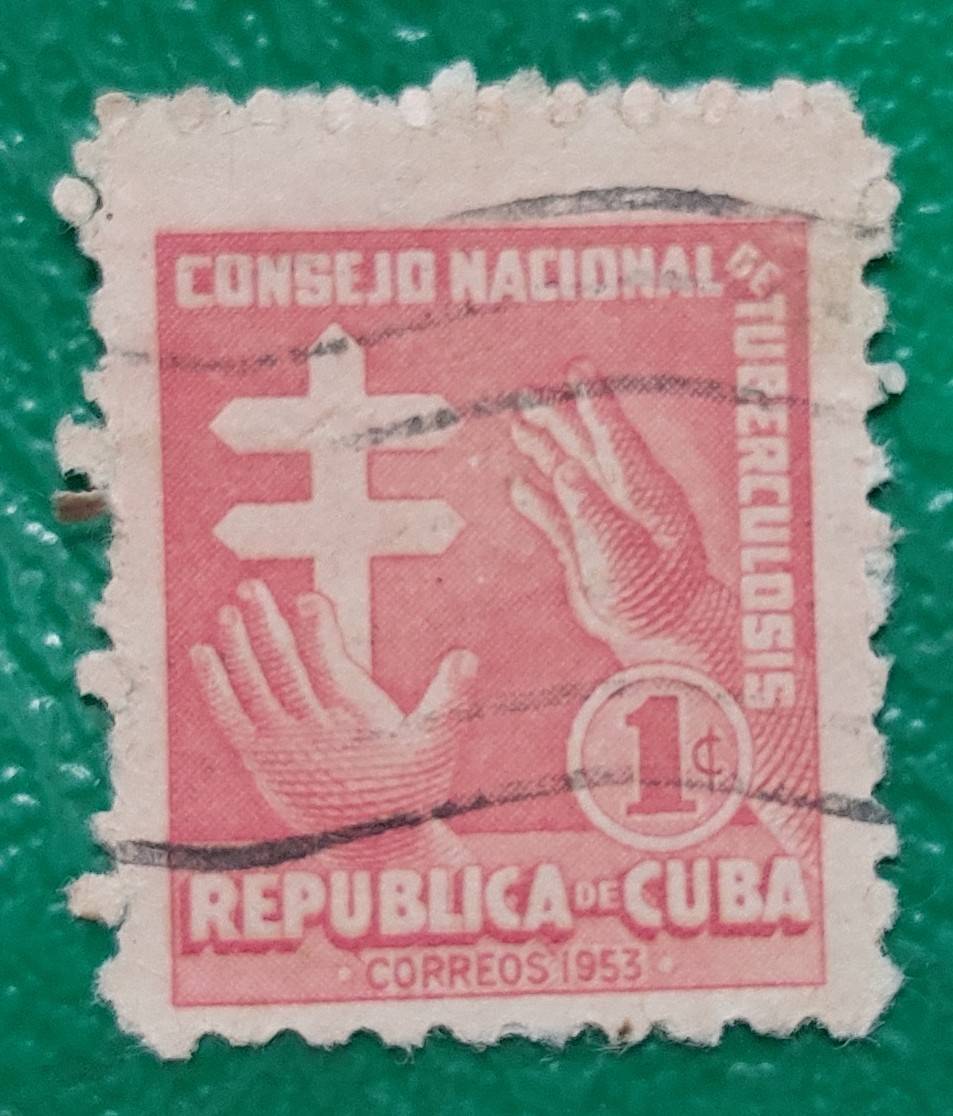 CONSEJO NACIONAL DE TUBERCULOSIS
1¢
REPUBLICA DE CUBA
CORREOS 1953